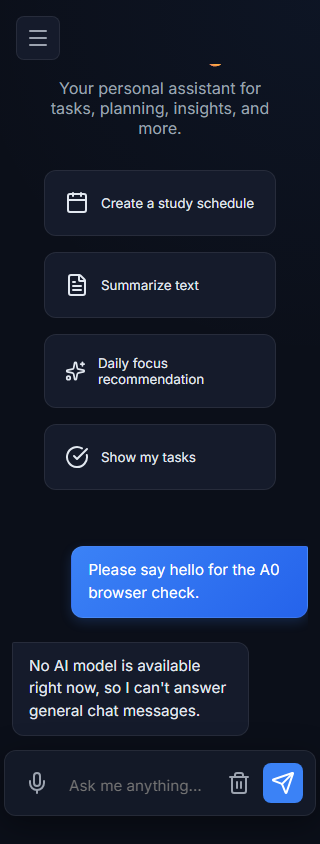 Your personal assistant for
tasks, planning, insights, and
more.
Create a study schedule
Summarize text
Daily focus
recommendation
Show my tasks
Please say hello for the A0
browser check.
No AI model is available
right now, so I can't answer
general chat messages.
Ask me anything...